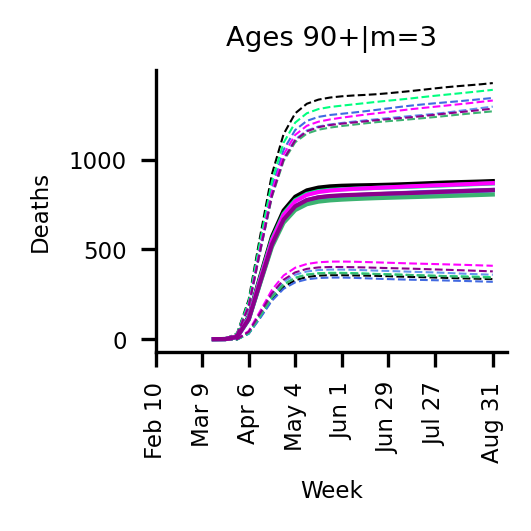 Ages 90+|m=3
Deaths
1000
500
0
Feb 10
Mar 9
Apr 6
May 4
Jun 1
Jun 29
Jul 27
Aug 31
Week